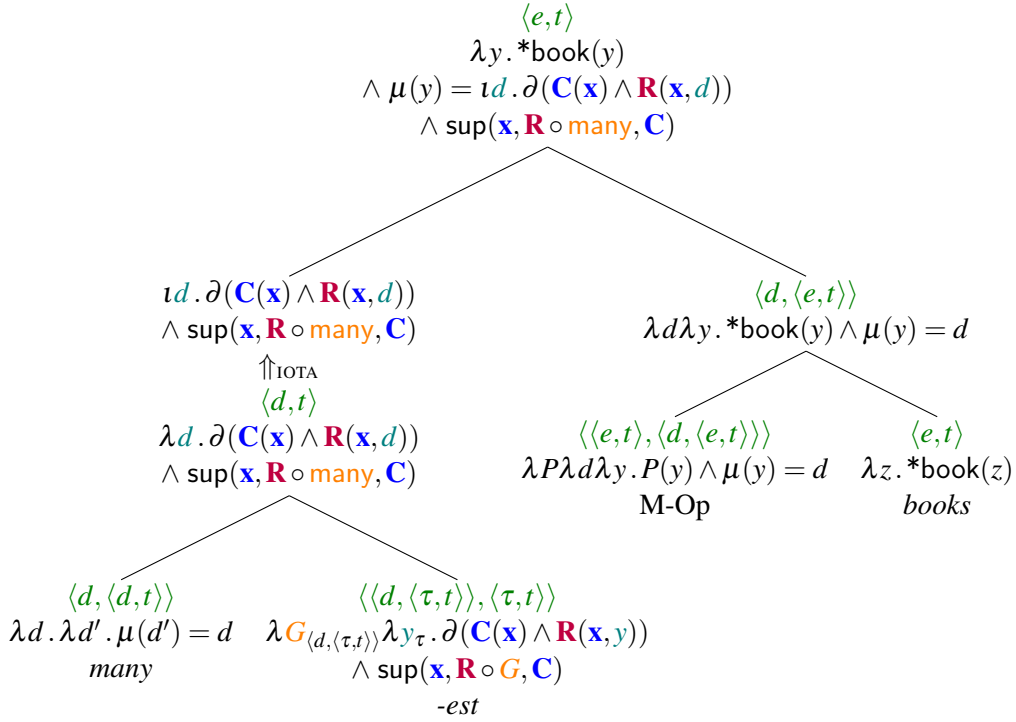 ⟨e,t⟩
λy.*book(y)
∧ μ(y) = ιd.∂(C(x) ∧ R(x,d))
∧ sup(x,R∘many,C)
ιd.∂(C(x) ∧ R(x,d))
∧ sup(x,R∘many,C)
⇑IOTA
⟨d,t⟩
λd.∂(C(x) ∧ R(x,d))
∧ sup(x,R∘many,C)
⟨d,⟨e,t⟩⟩
λdλy.*book(y) ∧ μ(y) = d
⟨⟨e,t⟩,⟨d,⟨e,t⟩⟩⟩
λPλdλy.P(y) ∧ μ(y) = d
M-Op
⟨e,t⟩
λz.*book(z)
books
⟨d,⟨d,t⟩⟩
λd.λd′.μ(d′) = d
many
⟨⟨d,⟨τ,t⟩⟩,⟨τ,t⟩⟩
λG⟨d,⟨τ,t⟩⟩λyτ.∂(C(x) ∧ R(x,y))
∧ sup(x,R∘G,C)
-est